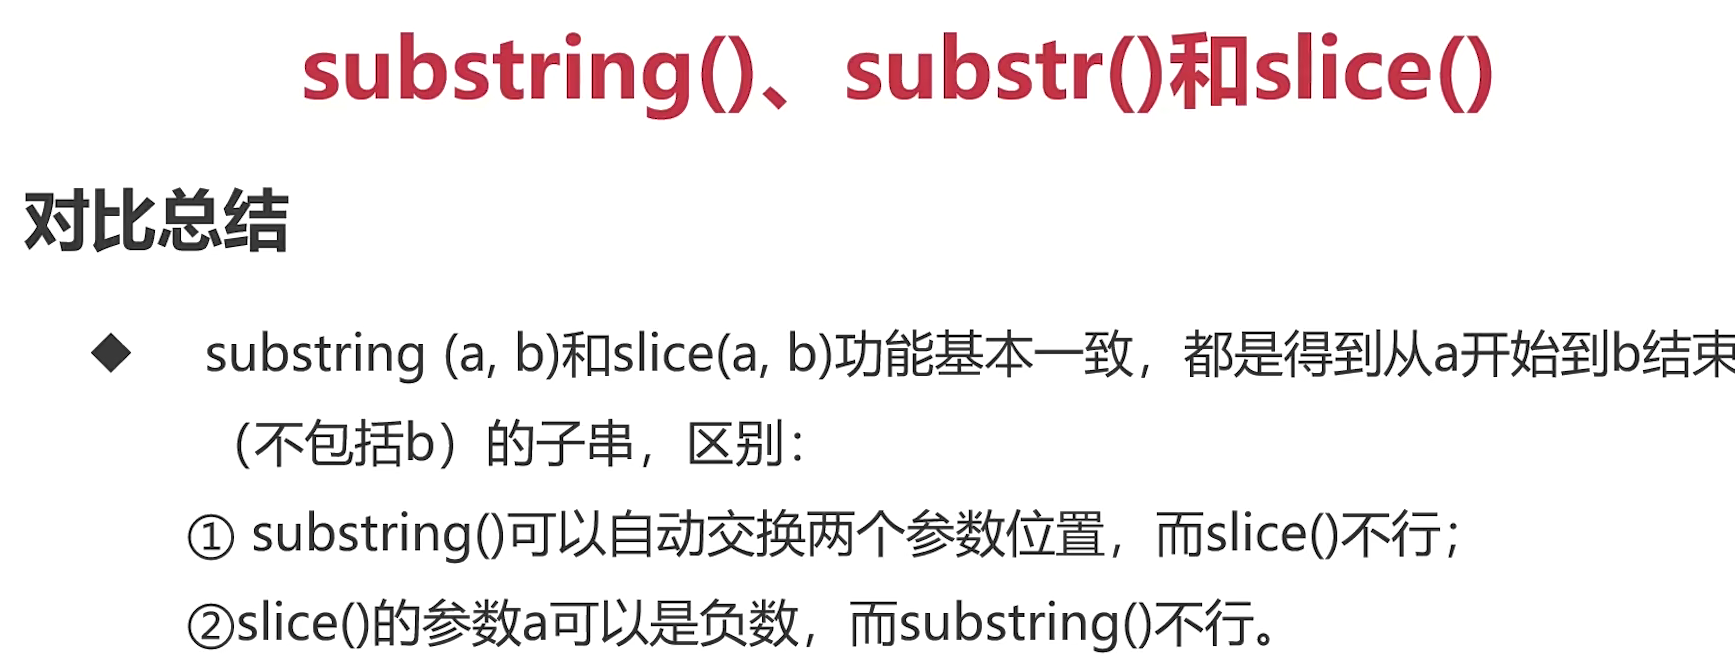 substring()、substr()和slice()
对比总结
◆ substring (a, b)和slice(a, b)功能基本一致，都是得到从a开始到b结束
（不包括b）的子串，区别：
① substring()可以自动交换两个参数位置，而slice()不行；
②slice()的参数a可以是负数，而substring()不行。